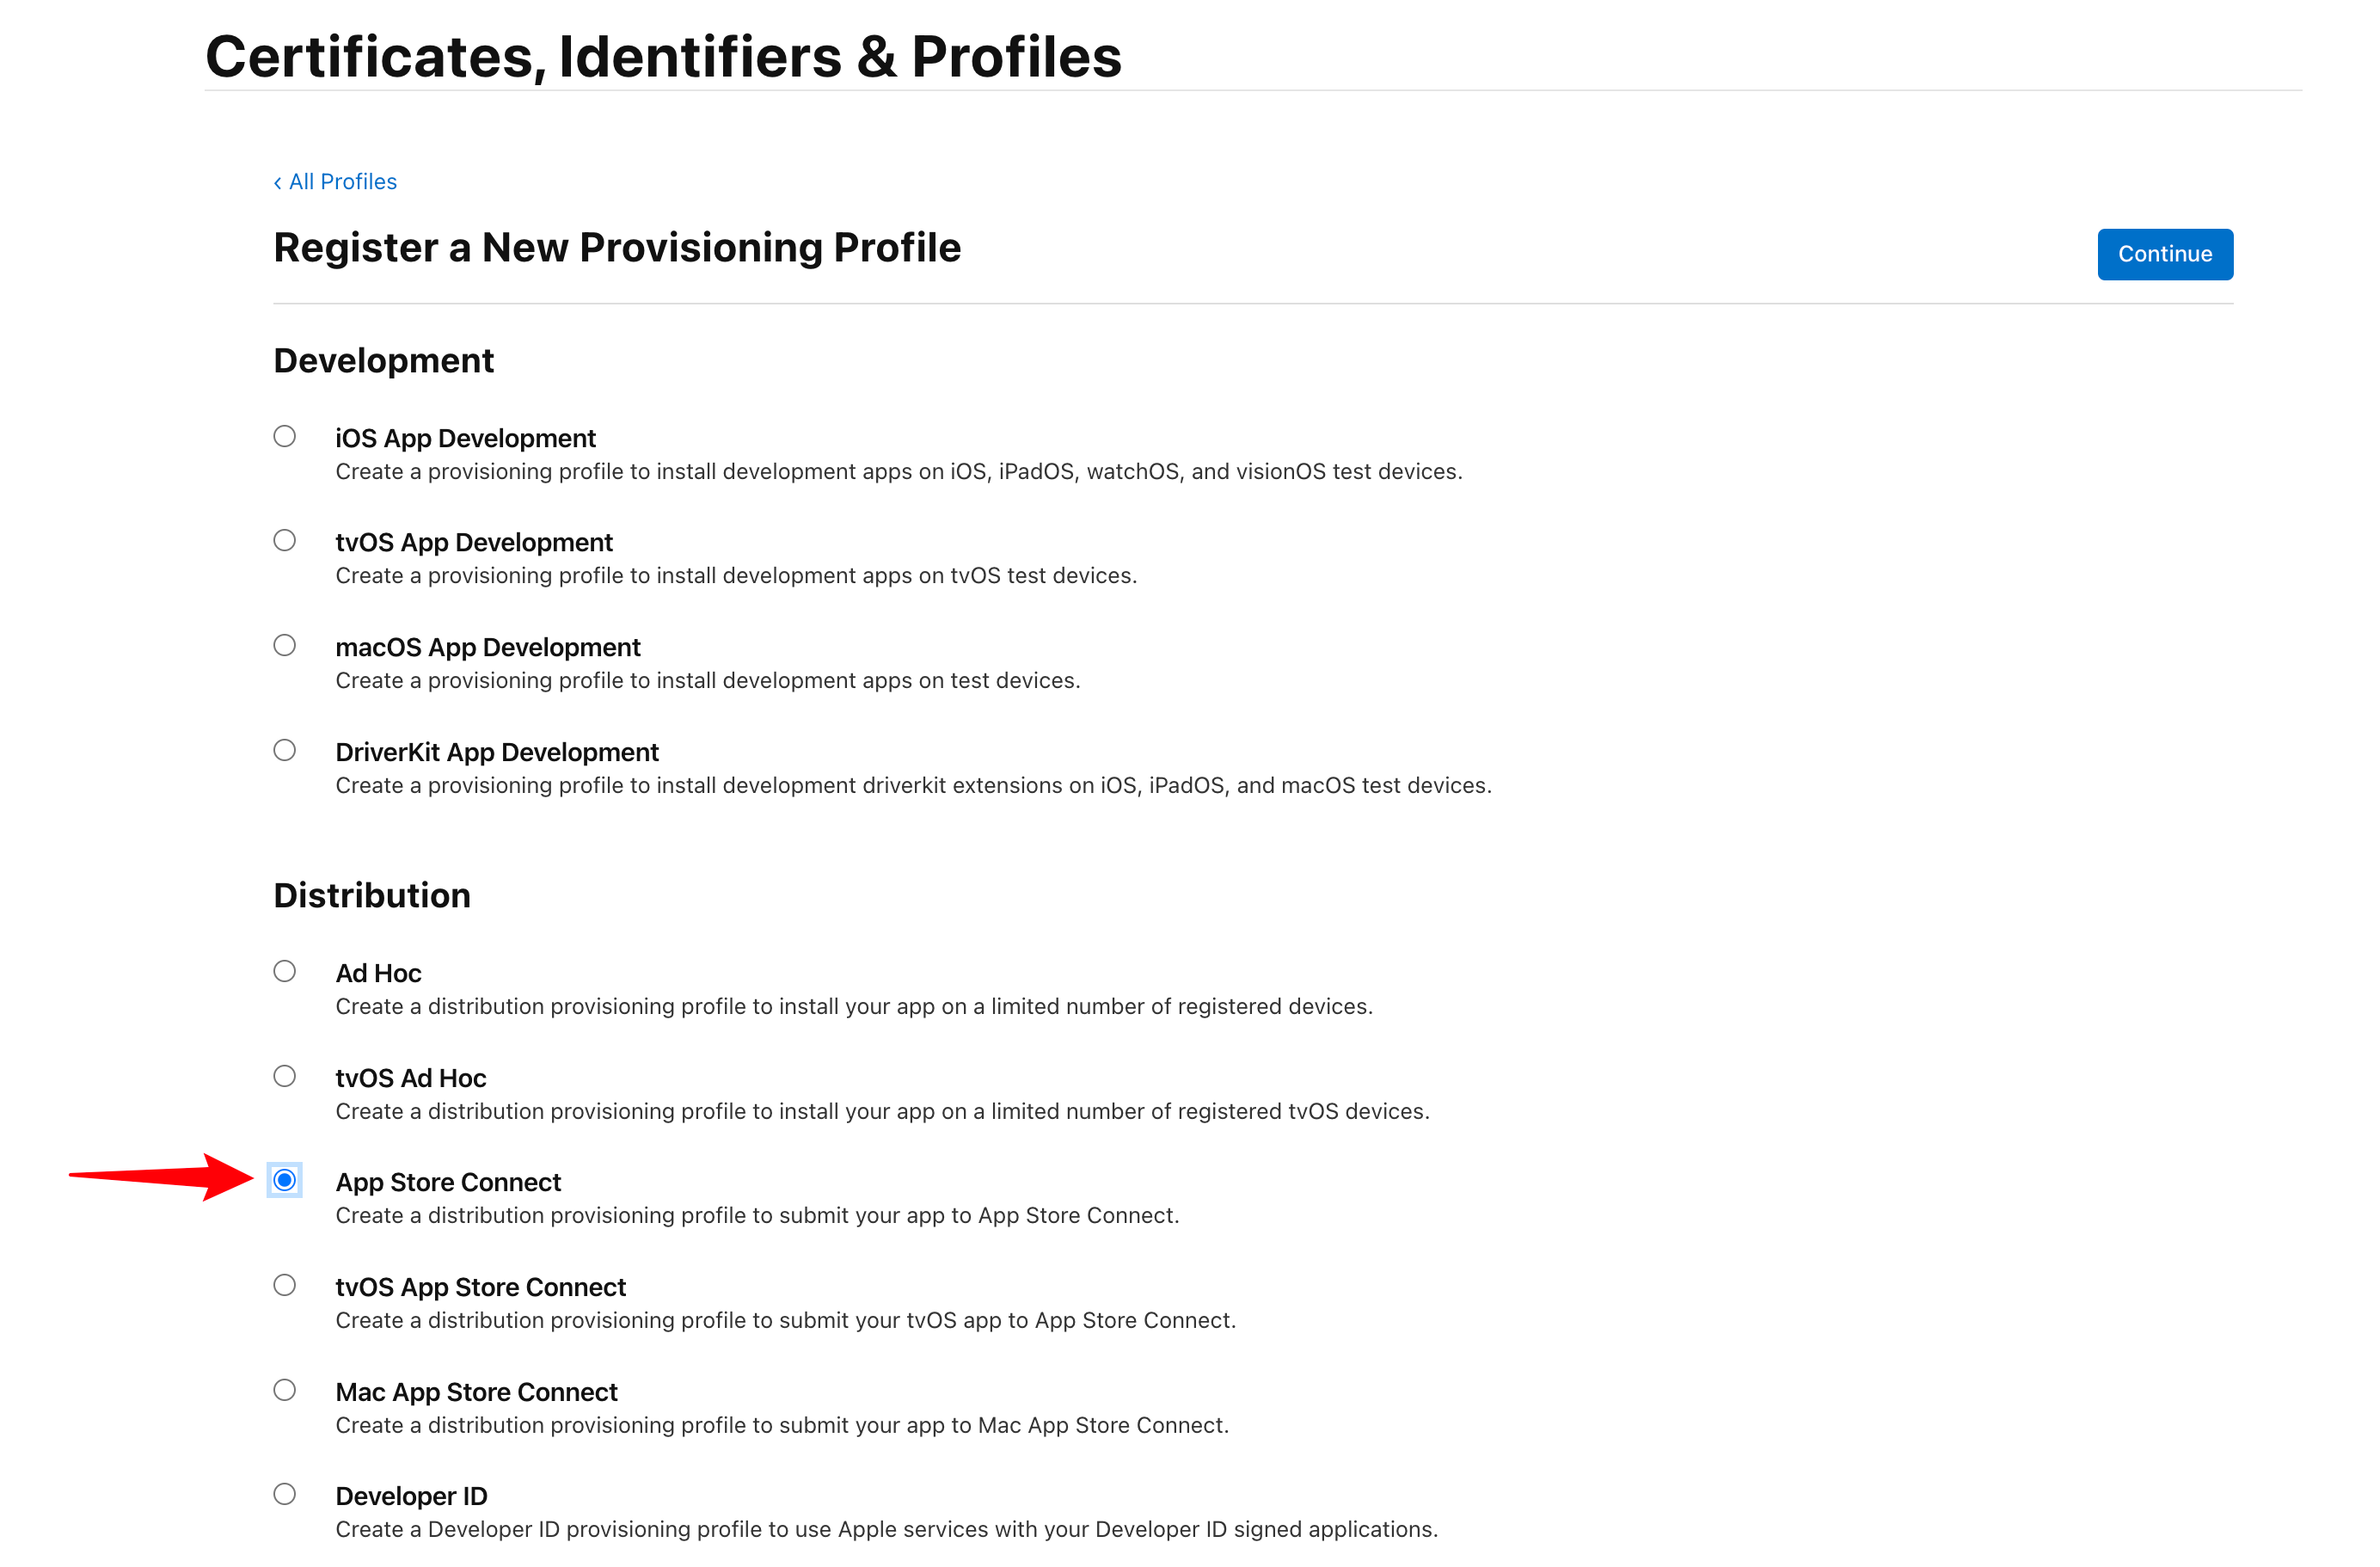 Certificates, Identifiers & Profiles
‹ All Profiles
Register a New Provisioning Profile
Continue
Development
iOS App Development
Create a provisioning profile to install development apps on iOS, iPadOS, watchOS, and visionOS test devices.
tvOS App Development
Create a provisioning profile to install development apps on tvOS test devices.
macOS App Development
Create a provisioning profile to install development apps on test devices.
DriverKit App Development
Create a provisioning profile to install development driverkit extensions on iOS, iPadOS, and macOS test devices.
Distribution
Ad Hoc
Create a distribution provisioning profile to install your app on a limited number of registered devices.
tvOS Ad Hoc
Create a distribution provisioning profile to install your app on a limited number of registered tvOS devices.
App Store Connect
Create a distribution provisioning profile to submit your app to App Store Connect.
tvOS App Store Connect
Create a distribution provisioning profile to submit your tvOS app to App Store Connect.
Mac App Store Connect
Create a distribution provisioning profile to submit your app to Mac App Store Connect.
Developer ID
Create a Developer ID provisioning profile to use Apple services with your Developer ID signed applications.